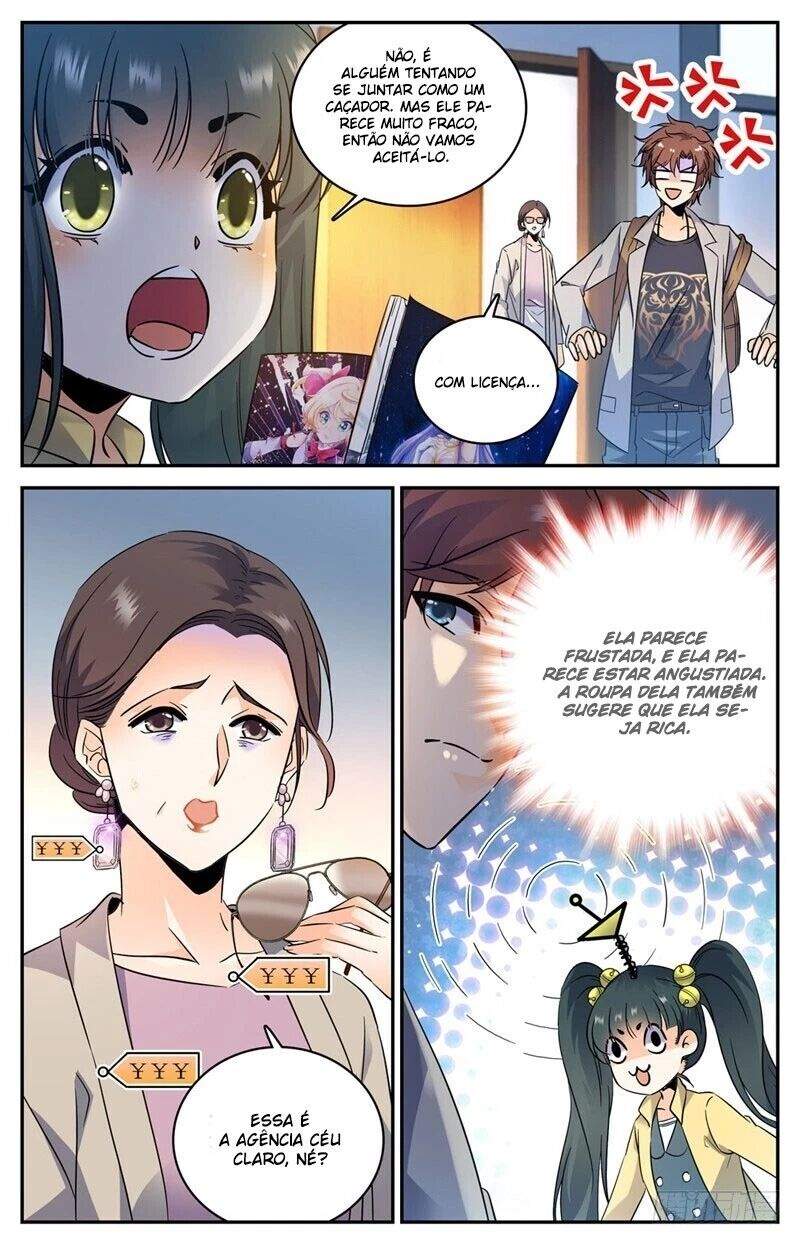 NÃO, É
ALGUÉM TENTANDO
SE JUNTAR COMO UM
CAÇADOR. MAS ELE PA-
RECE MUITO FRACO,
ENTÃO NÃO VAMOS
ACEITÁ-LO.
COM LICENÇA...
ELA PARECE
FRUSTADA, E ELA PA-
RECE ESTAR ANGUSTIADA.
A ROUPA DELA TAMBÉM
SUGERE QUE ELA SE-
JA RICA.
¥¥¥
¥¥¥
¥¥¥
ESSA É
A AGÊNCIA CÉU
CLARO, NÉ?